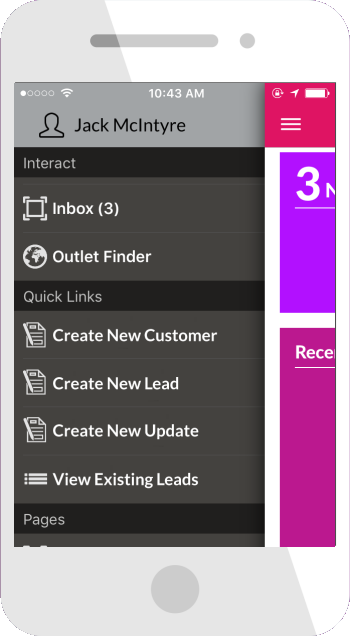 10:43 AM
Jack McIntyre
Interact
Inbox (3)
Outlet Finder
Quick Links
Create New Customer
Create New Lead
Create New Update
View Existing Leads
Pages
3 N
Rece